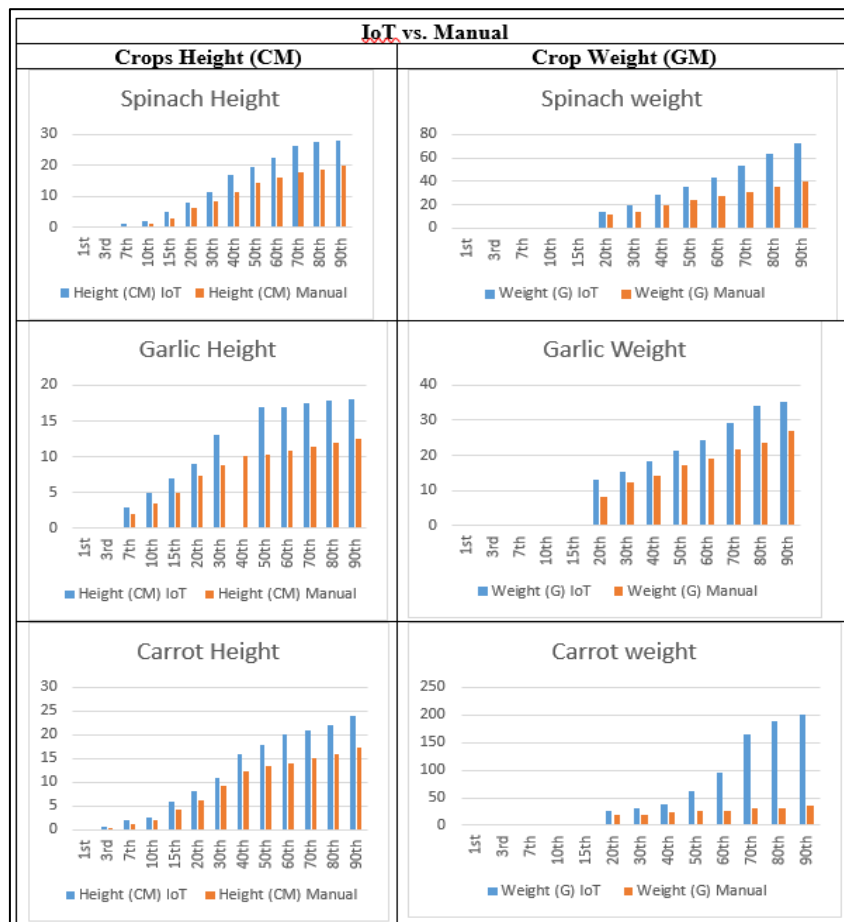 IoT vs. Manual
Crops Height (CM)
Crop Weight (GM)
Spinach Height
30
20
10
0
1st 3rd 7th 10th 15th 20th 30th 40th 50th 60th 70th 80th 90th
Height (CM) IoT Height (CM) Manual
Spinach weight
80
60
40
20
0
1st 3rd 7th 10th 15th 20th 30th 40th 50th 60th 70th 80th 90th
Weight (G) IoT Weight (G) Manual
Garlic Height
20
15
10
5
0
1st 3rd 7th 10th 15th 20th 30th 40th 50th 60th 70th 80th 90th
Height (CM) IoT Height (CM) Manual
Garlic Weight
40
30
20
10
0
1st 3rd 7th 10th 15th 20th 30th 40th 50th 60th 70th 80th 90th
Weight (G) IoT Weight (G) Manual
Carrot Height
30
25
20
15
10
5
0
1st 3rd 7th 10th 15th 20th 30th 40th 50th 60th 70th 80th 90th
Height (CM) IoT Height (CM) Manual
Carrot weight
250
200
150
100
50
0
1st 3rd 7th 10th 15th 20th 30th 40th 50th 60th 70th 80th 90th
Weight (G) IoT Weight (G) Manual